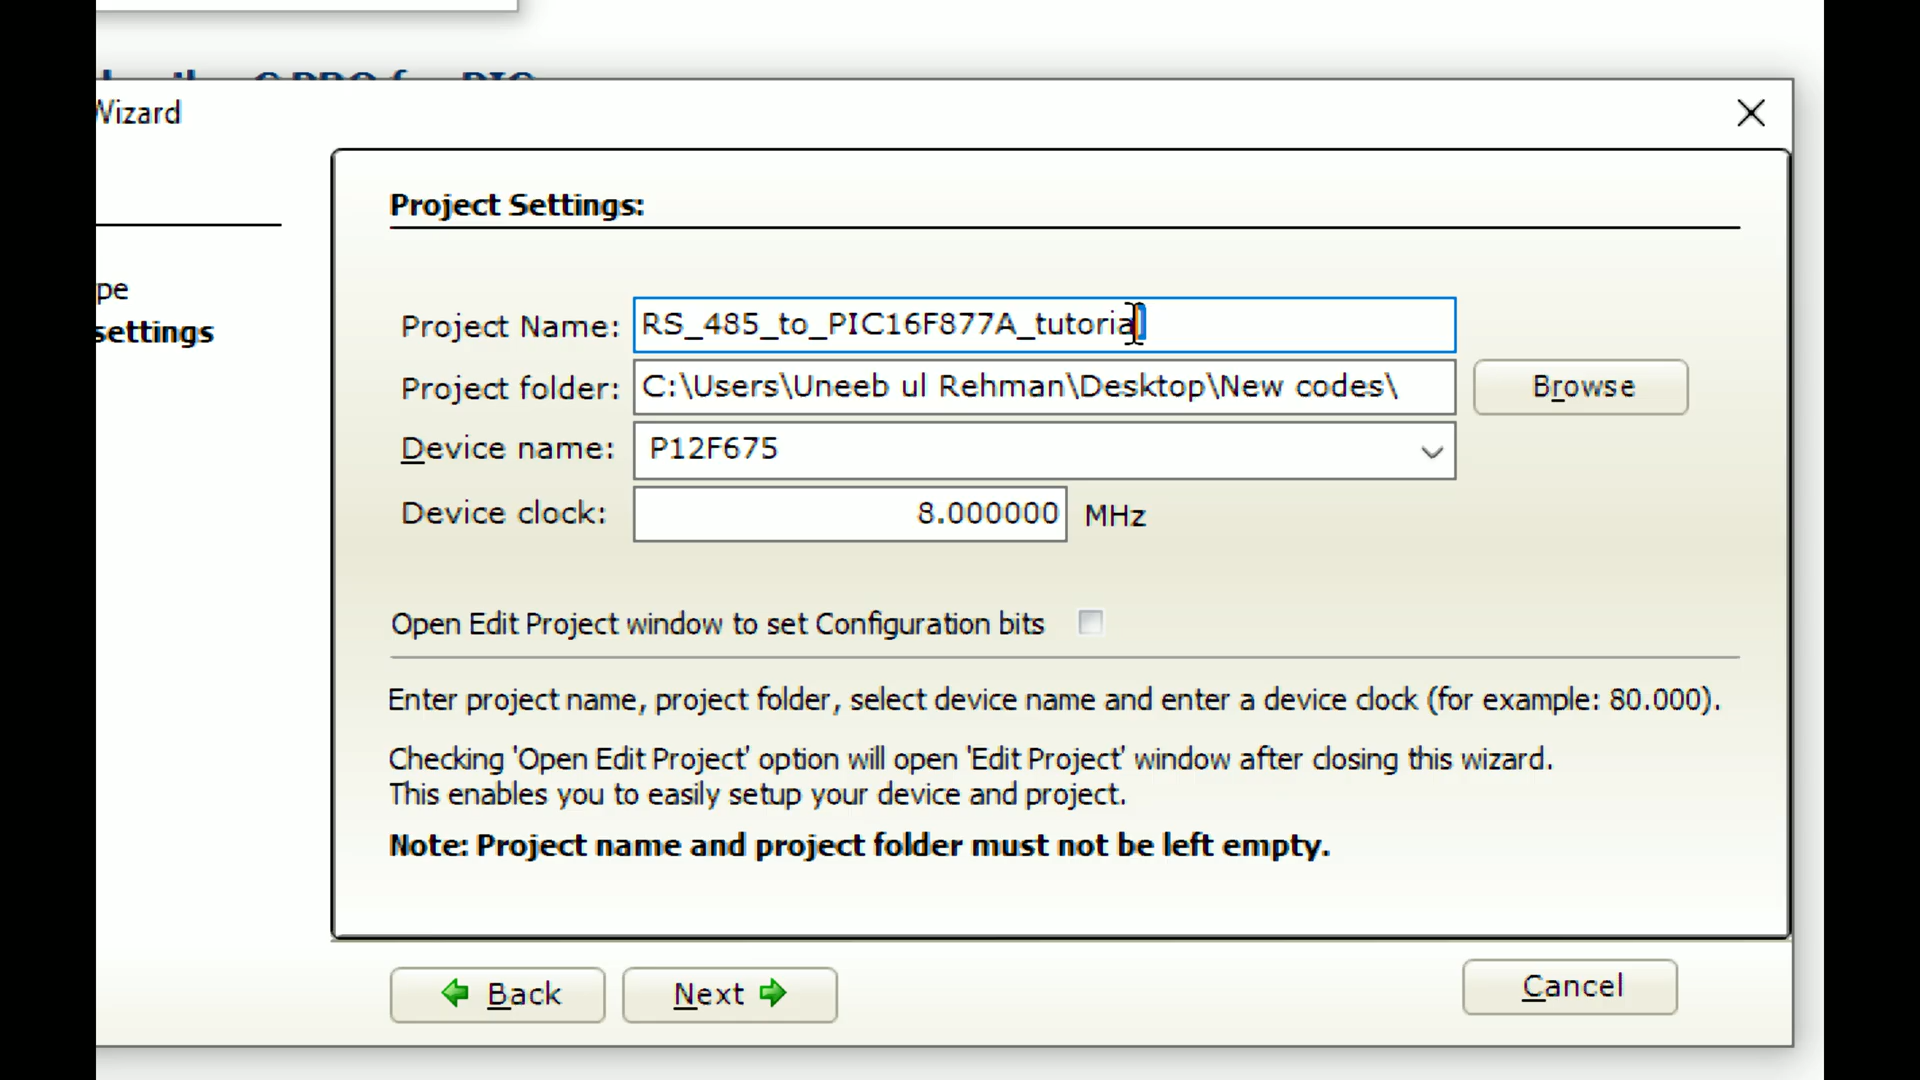 Wizard
Project Settings:
pe
settings
Project Name: RS_485_to_PIC16F877A_tutorial
Project folder: C:\Users\Uneeb ul Rehman\Desktop\New codes\ Browse
Device name: P12F675
Device clock: 8.000000 MHz
Open Edit Project window to set Configuration bits
Enter project name, project folder, select device name and enter a device clock (for example: 80.000).
Checking 'Open Edit Project' option will open 'Edit Project' window after closing this wizard.
This enables you to easily setup your device and project.
Note: Project name and project folder must not be left empty.
Back Next Cancel